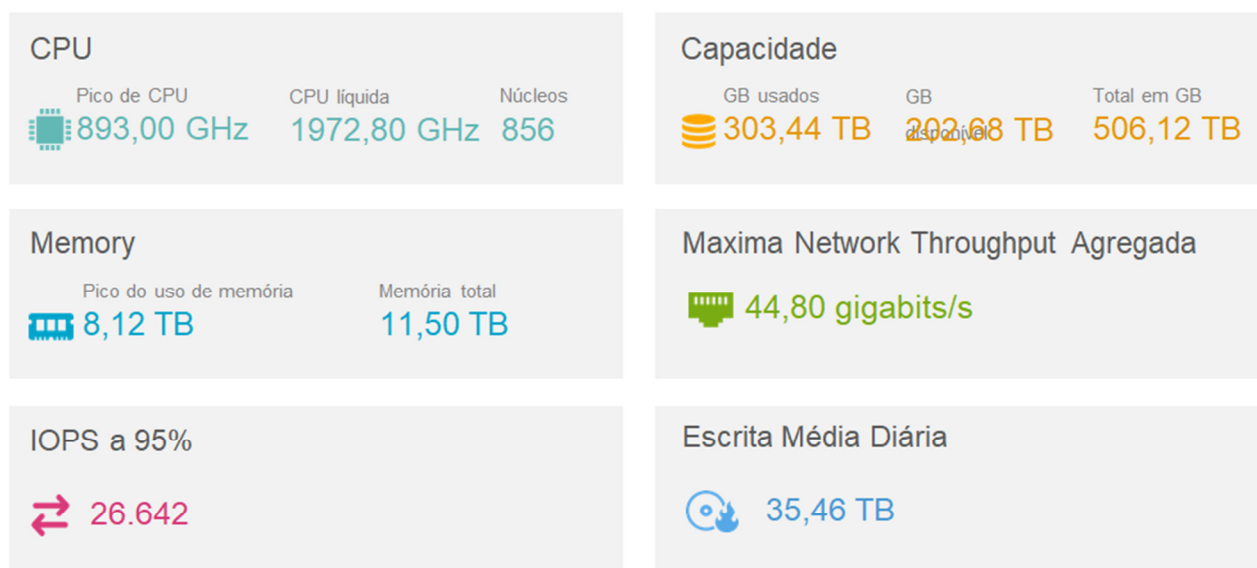 CPU
Pico de CPU
893,00 GHz
CPU líquida
1972,80 GHz
Núcleos
856
Capacidade
GB usados
303,44 TB
GB
disponível
202,68 TB
Total em GB
506,12 TB
Memory
Pico do uso de memória
8,12 TB
Memória total
11,50 TB
Maxima Network Throughput Agregada
44,80 gigabits/s
IOPS a 95%
26.642
Escrita Média Diária
35,46 TB